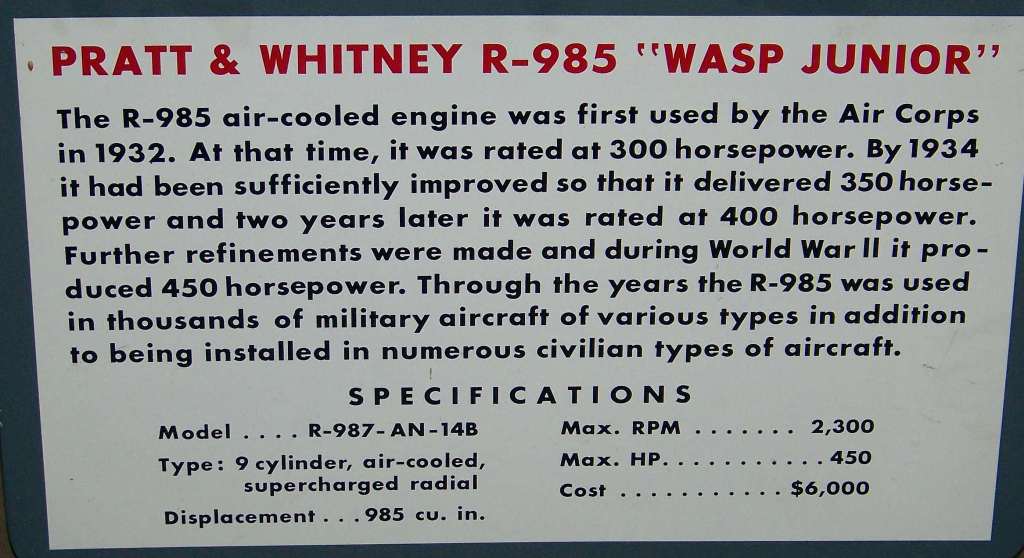 PRATT & WHITNEY R-985 "WASP JUNIOR"
The R-985 air-cooled engine was first used by the Air Corps
in 1932. At that time, it was rated at 300 horsepower. By 1934
it had been sufficiently improved so that it delivered 350 horse-
power and two years later it was rated at 400 horsepower.
Further refinements were made and during World War II it pro-
duced 450 horsepower. Through the years the R-985 was used
in thousands of military aircraft of various types in addition
to being installed in numerous civilian types of aircraft.
SPECIFICATIONS
Model .... R-987-AN-14B
Type: 9 cylinder, air-cooled,
supercharged radial
Displacement ... 985 cu. in.
Max. RPM ....... 2,300
Max. HP........... 450
Cost ........... $6,000